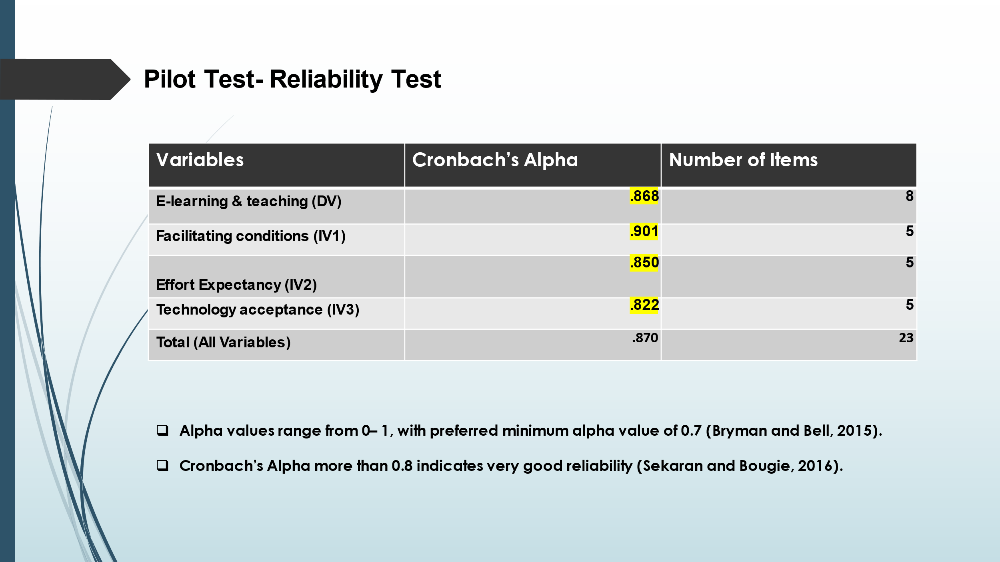 Pilot Test- Reliability Test
Variables Cronbach’s Alpha Number of Items
E-learning & teaching (DV) .868 8
Facilitating conditions (IV1) .901 5
Effort Expectancy (IV2) .850 5
Technology acceptance (IV3) .822 5
Total (All Variables) .870 23
❑ Alpha values range from 0– 1, with preferred minimum alpha value of 0.7 (Bryman and Bell, 2015).
❑ Cronbach’s Alpha more than 0.8 indicates very good reliability (Sekaran and Bougie, 2016).